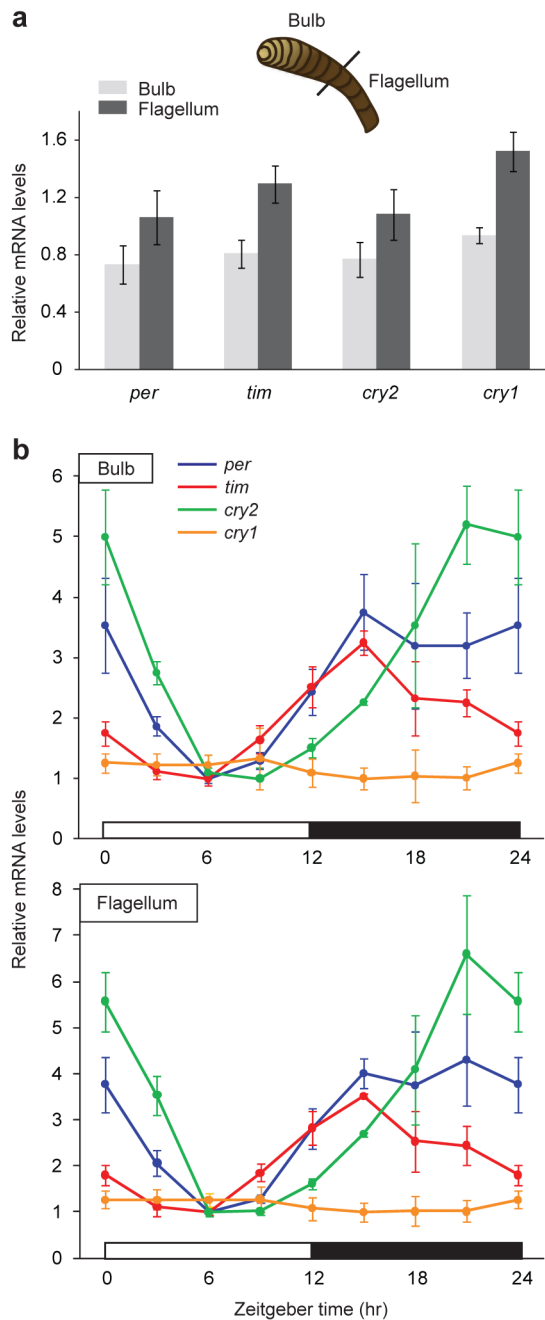 a
Bulb
Flagellum
Bulb
Flagellum
Relative mRNA levels
1.6
1.2
0.8
0.4
0
per
tim
cry2
cry1
b
Bulb
per
tim
cry2
cry1
6
5
4
3
2
1
0
0
6
12
18
24
Relative mRNA levels
Flagellum
8
7
6
5
4
3
2
1
0
0
6
12
18
24
Zeitgeber time (hr)